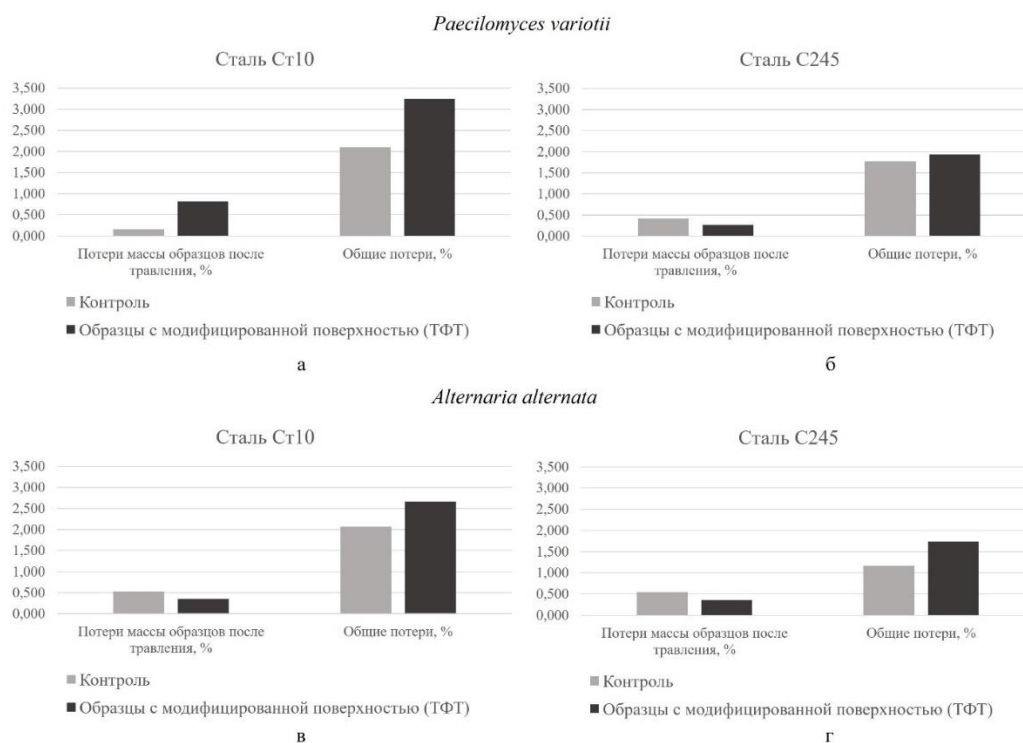 Paecilomyces variotii
Сталь Ст10
3,500
3,000
2,500
2,000
1,500
1,000
0,500
0,000
Потери массы образцов после
травления, %
Общие потери, %
Контроль
Образцы с модифицированной поверхностью (ТФТ)
а
Сталь С245
3,500
3,000
2,500
2,000
1,500
1,000
0,500
0,000
Потери массы образцов после
травления, %
Общие потери, %
Контроль
Образцы с модифицированной поверхностью (ТФТ)
б
Alternaria alternata
Сталь Ст10
3,500
3,000
2,500
2,000
1,500
1,000
0,500
0,000
Потери массы образцов после
травления, %
Общие потери, %
Контроль
Образцы с модифицированной поверхностью (ТФТ)
в
Сталь С245
3,500
3,000
2,500
2,000
1,500
1,000
0,500
0,000
Потери массы образцов после
травления, %
Общие потери, %
Контроль
Образцы с модифицированной поверхностью (ТФТ)
г